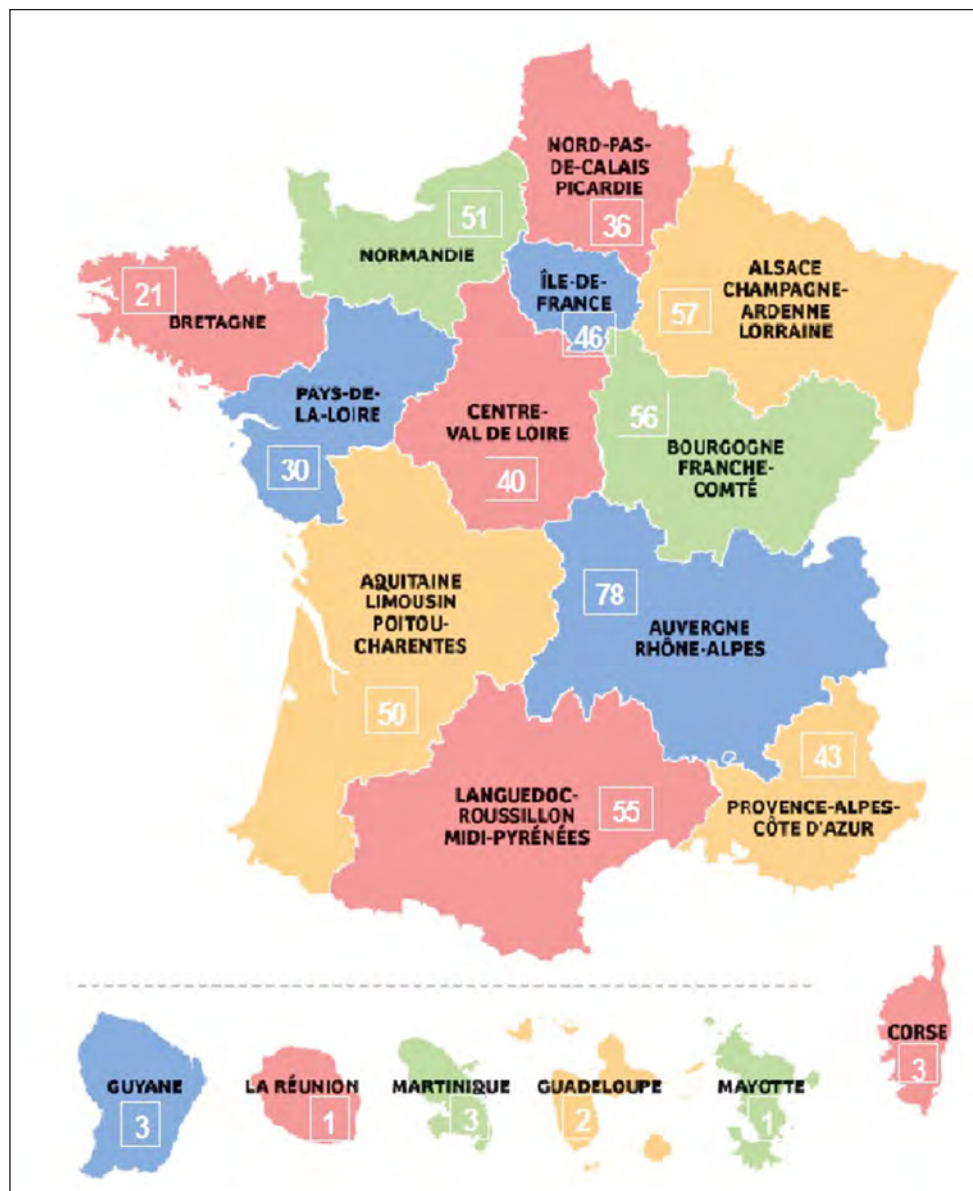 NORD-PAS-
DE-CALAIS
PICARDIE
36
51
NORMANDIE
ÎLE-DE-
FRANCE
46
ALSACE
CHAMPAGNE-
ARDENNE
LORRAINE
57
21
BRETAGNE
PAYS-DE-
LA-LOIRE
30
CENTRE-
VAL DE LOIRE
40
56
BOURGOGNE
FRANCHE-
COMTÉ
AQUITAINE
LIMOUSIN
POITOU-
CHARENTES
50
78
AUVERGNE
RHÔNE-ALPES
LANGUEDOC-
ROUSSILLON
MIDI-PYRÉNÉES
55
43
PROVENCE-ALPES-
CÔTE D'AZUR
CORSE
3
GUYANE
3
LA RÉUNION
1
MARTINIQUE
3
GUADELOUPE
2
MAYOTTE
1